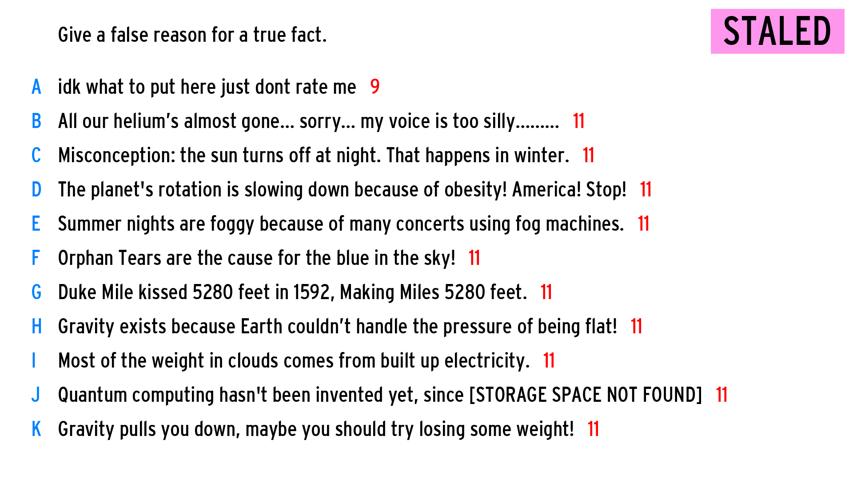 Give a false reason for a true fact.
STALED
A idk what to put here just dont rate me 9
B All our helium's almost gone... sorry... my voice is too silly......... 11
C Misconception: the sun turns off at night. That happens in winter. 11
D The planet's rotation is slowing down because of obesity! America! Stop! 11
E Summer nights are foggy because of many concerts using fog machines. 11
F Orphan Tears are the cause for the blue in the sky! 11
G Duke Mile kissed 5280 feet in 1592, Making Miles 5280 feet. 11
H Gravity exists because Earth couldn't handle the pressure of being flat! 11
I Most of the weight in clouds comes from built up electricity. 11
J Quantum computing hasn't been invented yet, since [STORAGE SPACE NOT FOUND] 11
K Gravity pulls you down, maybe you should try losing some weight! 11